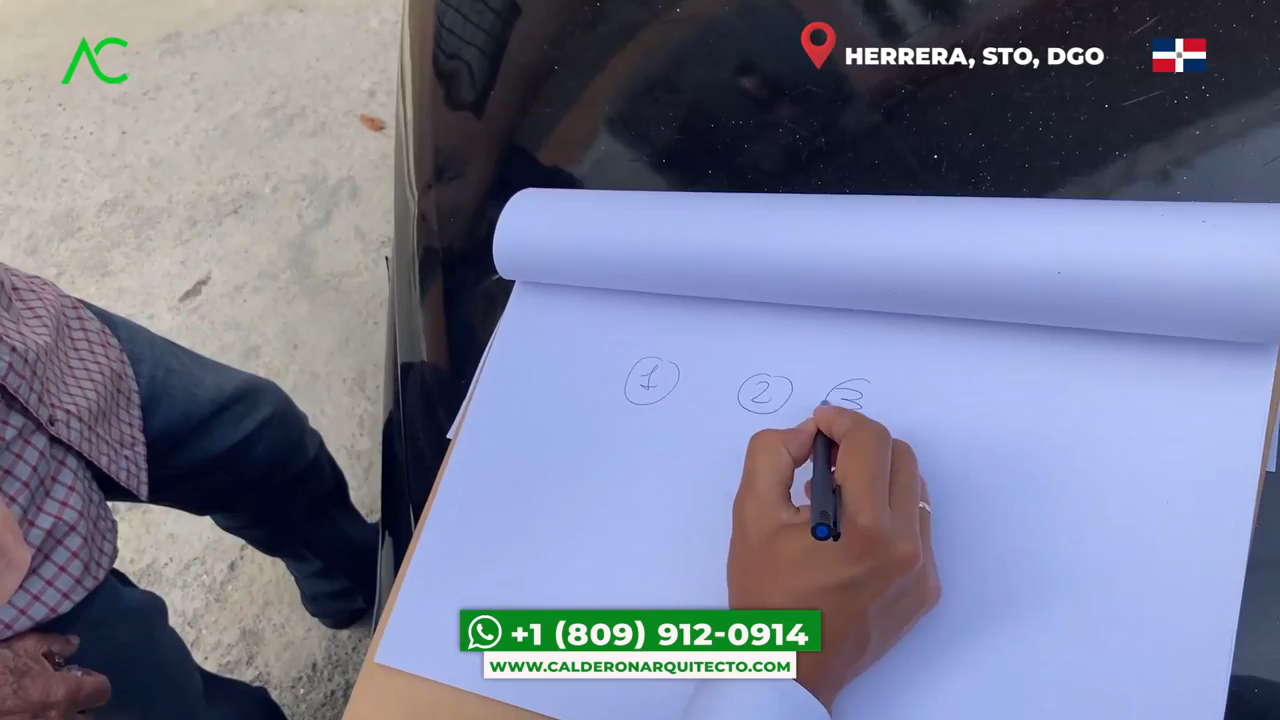 AC
HERRERA, STO, DGO
1 2 3
+1 (809) 912-0914
WWW.CALDERONARQUITECTO.COM